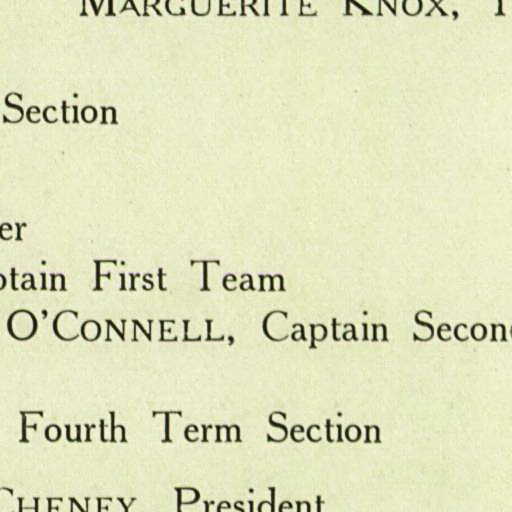 MARGUERITE KNOX,
Section
er
ptain First Team
O'CONNELL, Captain Secon
Fourth Term Section
CHENEY, President